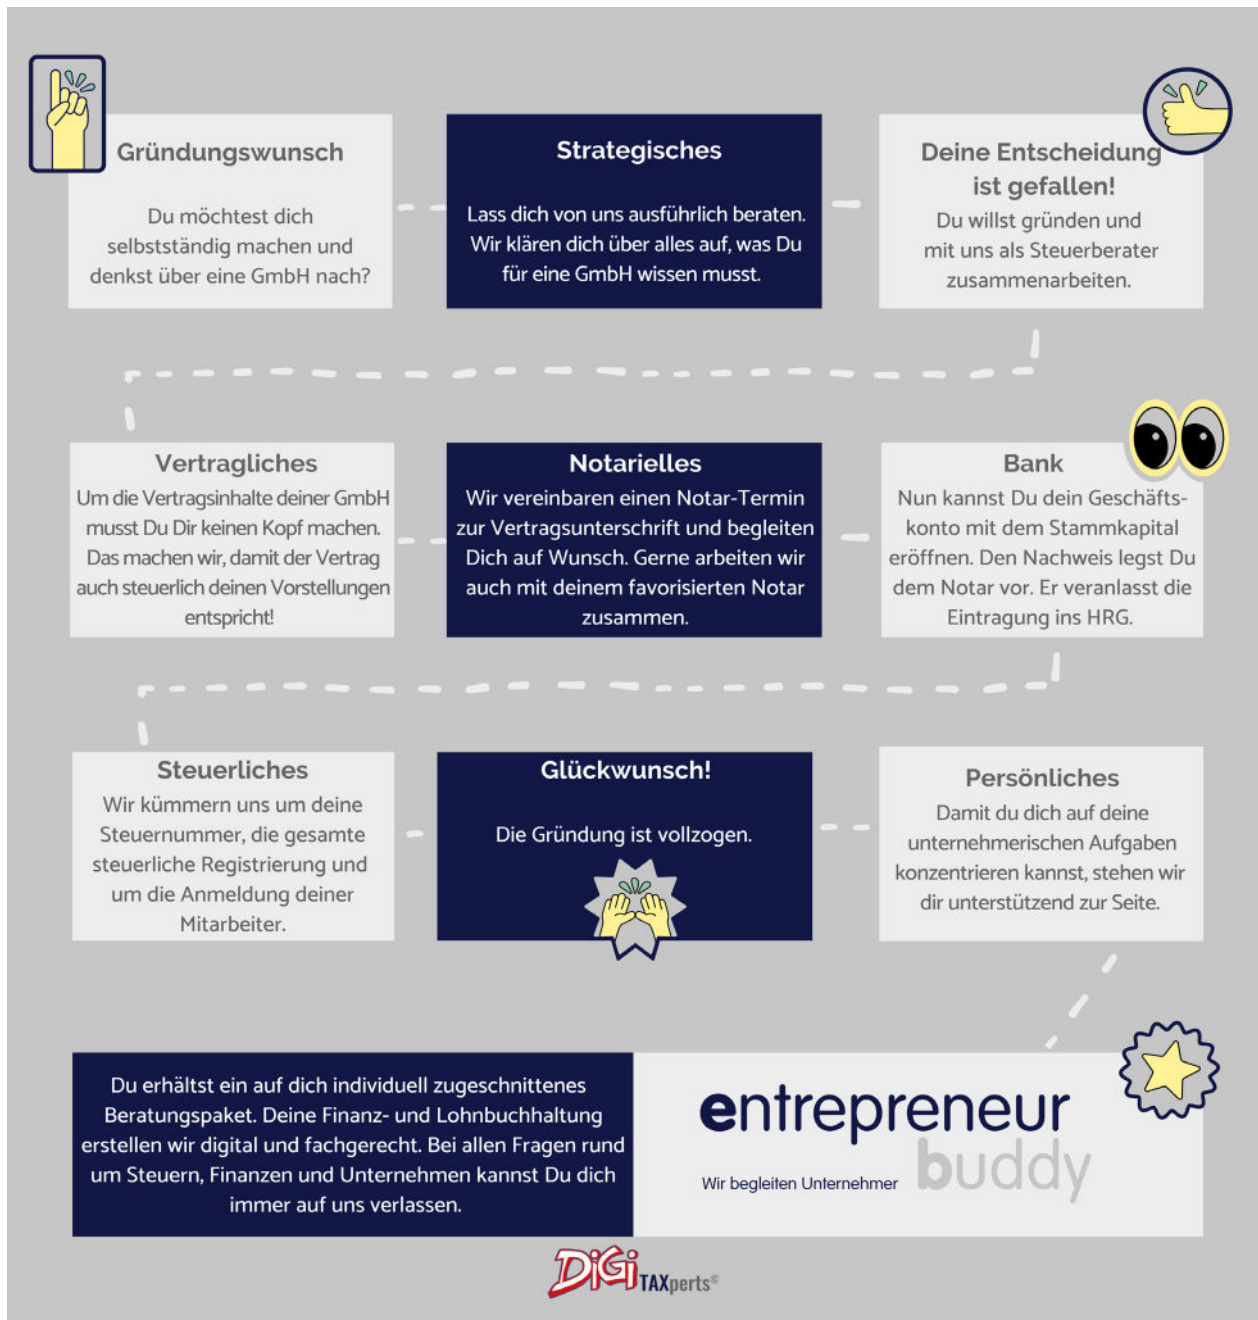 Gründungswunsch
Du möchtest dich
selbstständig machen und
denkst über eine GmbH nach?
Strategisches
Lass dich von uns ausführlich beraten.
Wir klären dich über alles auf, was Du
für eine GmbH wissen musst.
Deine Entscheidung
ist gefallen!
Du willst gründen und
mit uns als Steuerberater
zusammenarbeiten.
Vertragliches
Um die Vertragsinhalte deiner GmbH
musst Du Dir keinen Kopf machen.
Das machen wir, damit der Vertrag
auch steuerlich deinen Vorstellungen
entspricht!
Notarielles
Wir vereinbaren einen Notar-Termin
zur Vertragsunterschrift und begleiten
Dich auf Wunsch. Gerne arbeiten wir
auch mit deinem favorisierten Notar
zusammen.
Bank
Nun kannst Du dein Geschäfts-
konto mit dem Stammkapital
eröffnen. Den Nachweis legst Du
dem Notar vor. Er veranlasst die
Eintragung ins HRG.
Steuerliches
Wir kümmern uns um deine
Steuernummer, die gesamte
steuerliche Registrierung und
um die Anmeldung deiner
Mitarbeiter.
Glückwunsch!
Die Gründung ist vollzogen.
Persönliches
Damit du dich auf deine
unternehmerischen Aufgaben
konzentrieren kannst, stehen wir
dir unterstützend zur Seite.
Du erhältst ein auf dich individuell zugeschnittenes
Beratungspaket. Deine Finanz- und Lohnbuchhaltung
erstellen wir digital und fachgerecht. Bei allen Fragen rund
um Steuern, Finanzen und Unternehmen kannst Du dich
immer auf uns verlassen.
entrepreneur
buddy
Wir begleiten Unternehmer
DiGi TAXperts©